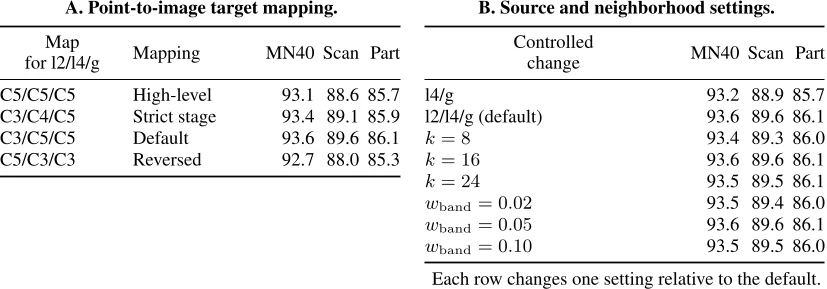 A. Point-to-image target mapping.
Map for l2/l4/g Mapping MN40 Scan Part
C5/C5/C5 High-level 93.1 88.6 85.7
C3/C4/C5 Strict stage 93.4 89.1 85.9
C3/C5/C5 Default 93.6 89.6 86.1
C5/C3/C3 Reversed 92.7 88.0 85.3
B. Source and neighborhood settings.
Controlled change MN40 Scan Part
l4/g 93.2 88.9 85.7
l2/l4/g (default) 93.6 89.6 86.1
k = 8 93.4 89.3 86.0
k = 16 93.6 89.6 86.1
k = 24 93.5 89.5 86.1
w_band = 0.02 93.5 89.4 86.0
w_band = 0.05 93.6 89.6 86.1
w_band = 0.10 93.5 89.5 86.0
Each row changes one setting relative to the default.